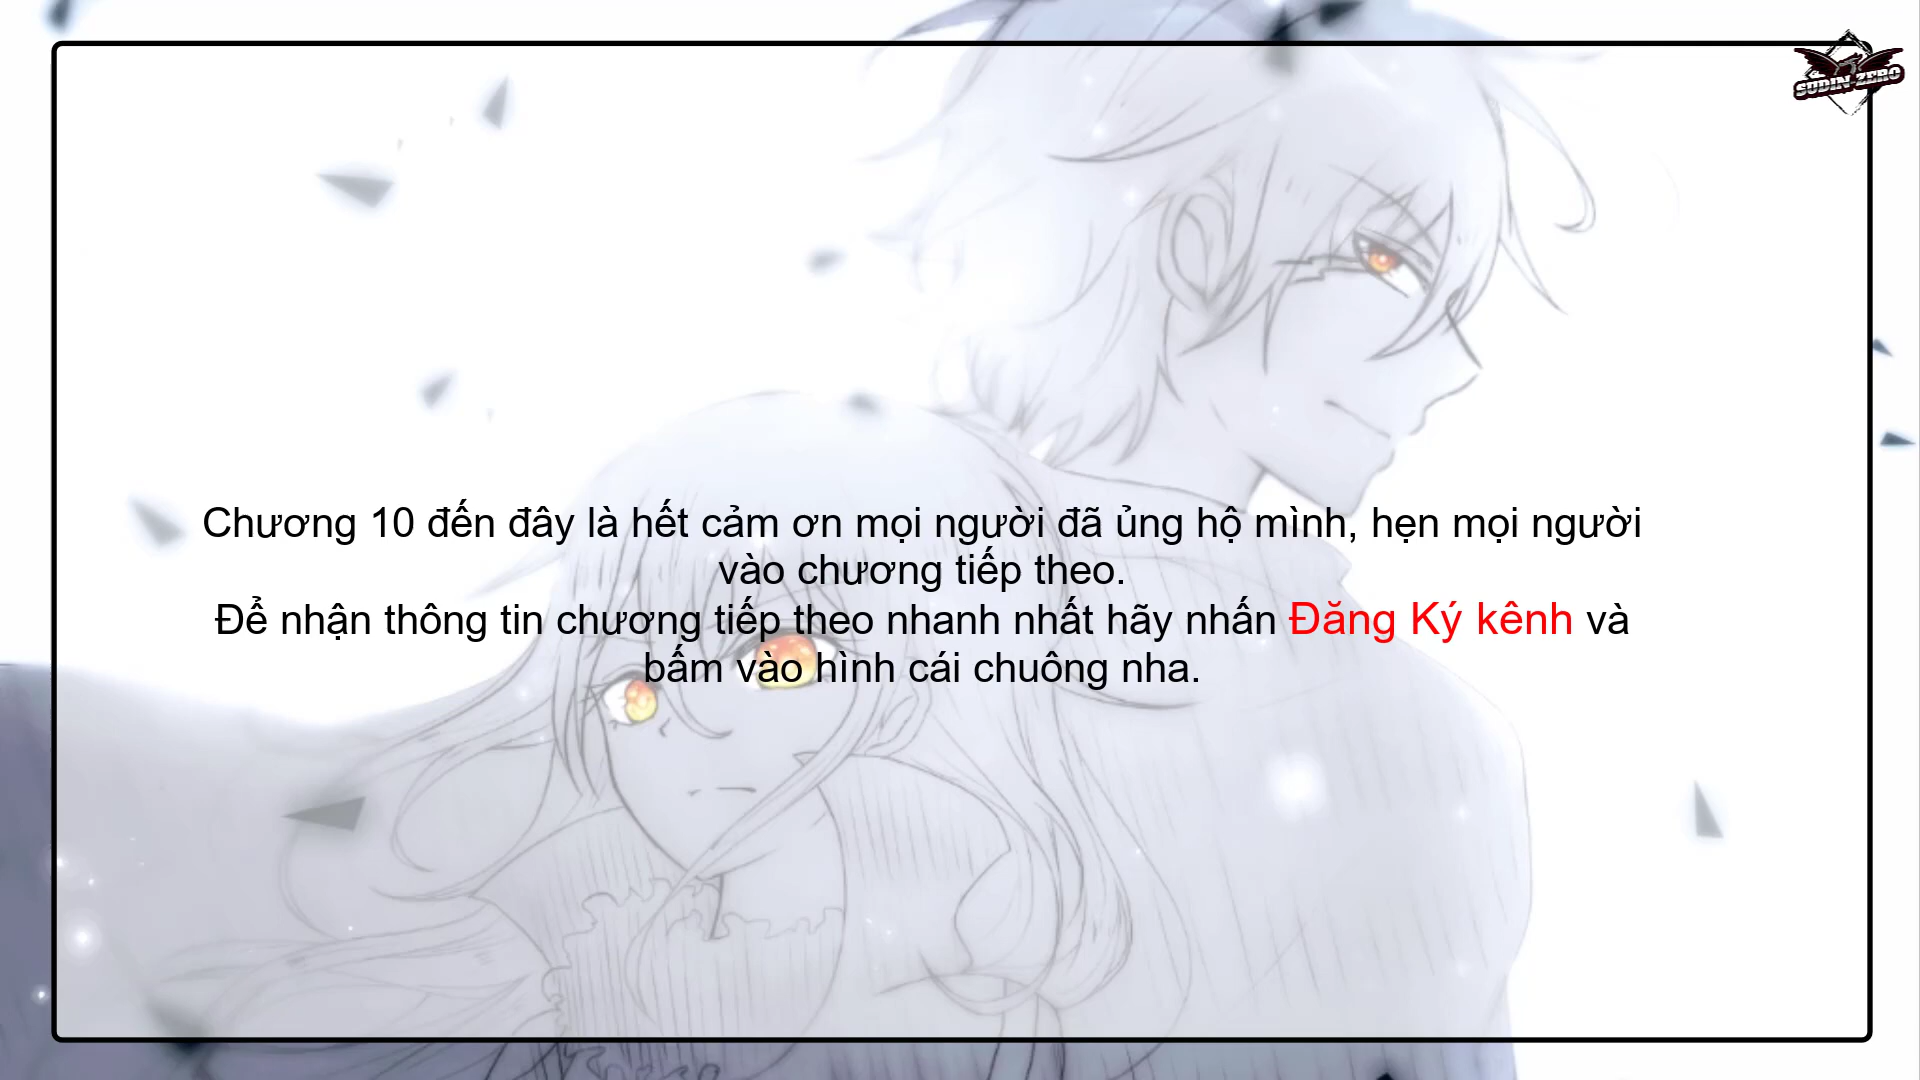 SUDIN-ZERO
Chương 10 đến đây là hết cảm ơn mọi người đã ủng hộ mình, hẹn mọi người
vào chương tiếp theo.
Để nhận thông tin chương tiếp theo nhanh nhất hãy nhấn Đăng Ký kênh và
bấm vào hình cái chuông nha.